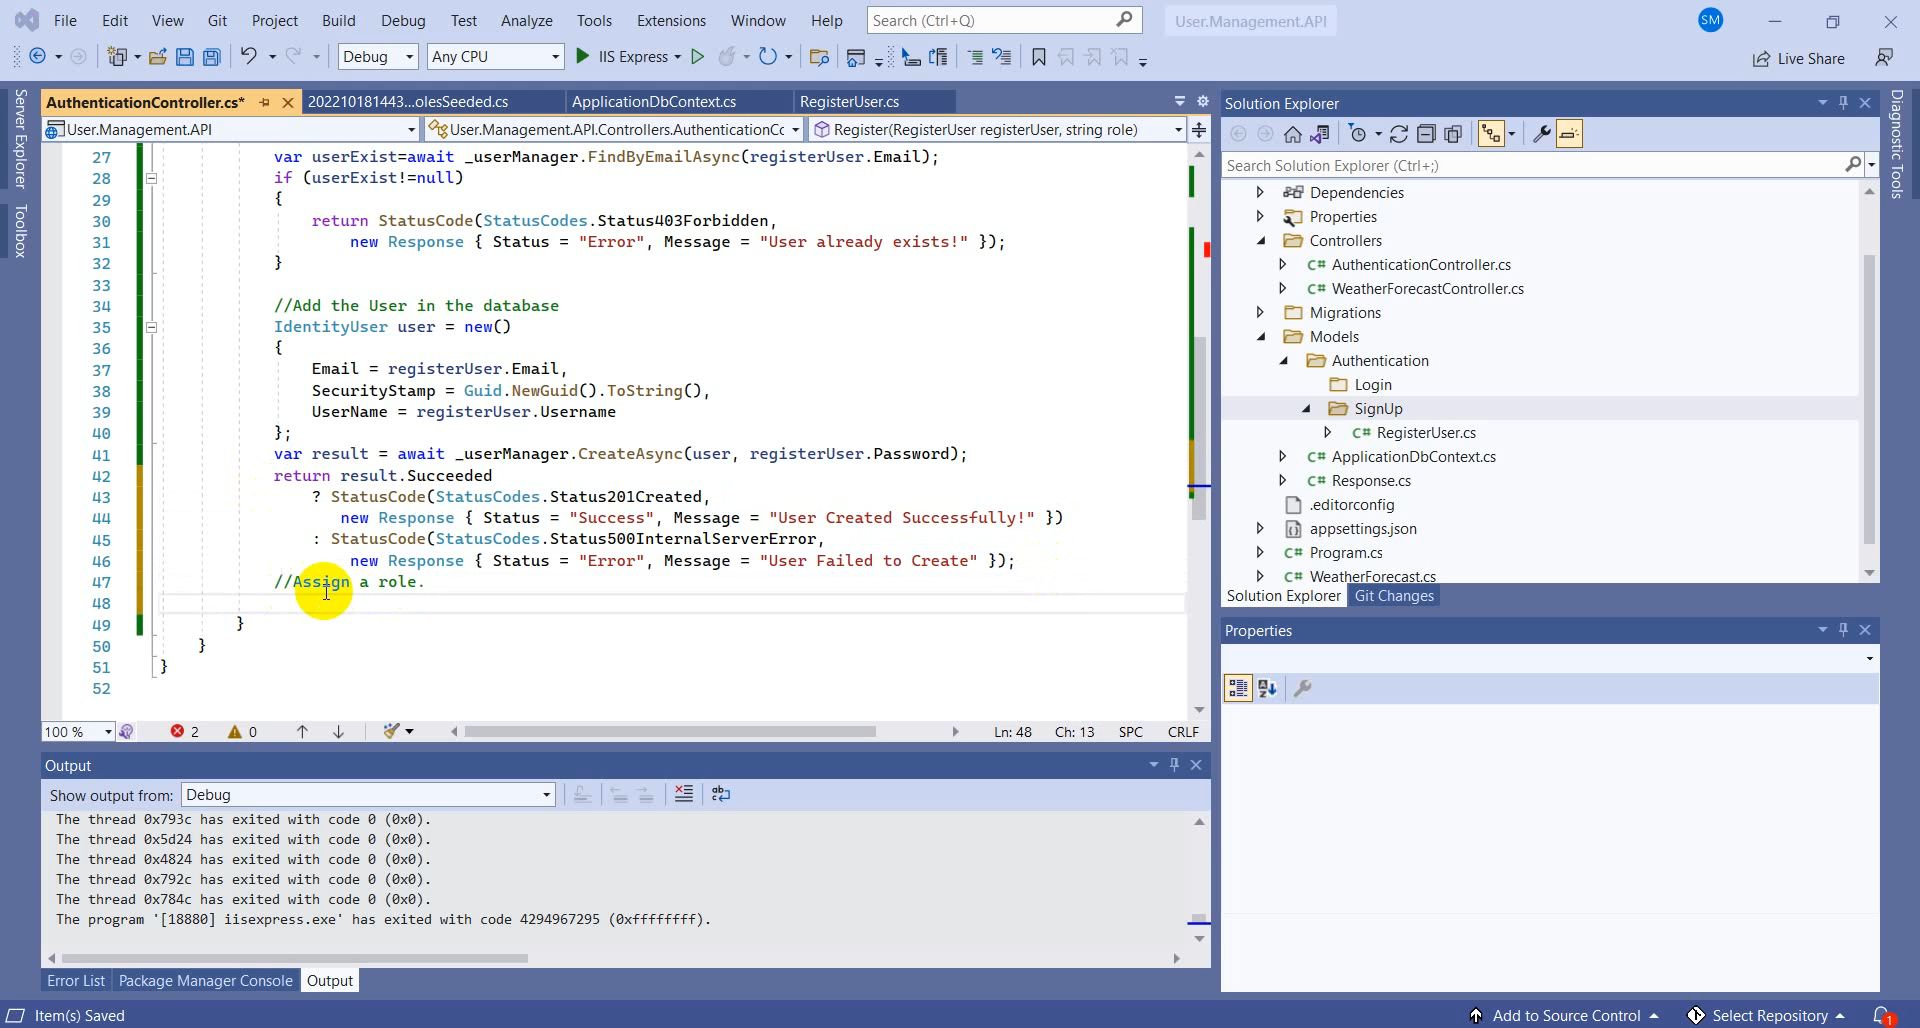 File Edit View Git Project Build Debug Test Analyze Tools Extensions Window Help Search (Ctrl+Q) User.Management.API SM
Debug Any CPU IIS Express Live Share
AuthenticationController.cs* 202210181443...olesSeeded.cs ApplicationDbContext.cs RegisterUser.cs
User.Management.API User.Management.API.Controllers.AuthenticationCc Register(RegisterUser registerUser, string role)
Server Explorer
Toolbox
27 var userExist=await _userManager.FindByEmailAsync(registerUser.Email);
28 if (userExist!=null)
29 {
30 return StatusCode(StatusCodes.Status403Forbidden,
31 new Response { Status = "Error", Message = "User already exists!" });
32 }
33
34 //Add the User in the database
35 IdentityUser user = new()
36 {
37 Email = registerUser.Email,
38 SecurityStamp = Guid.NewGuid().ToString(),
39 UserName = registerUser.Username
40 };
41 var result = await _userManager.CreateAsync(user, registerUser.Password);
42 return result.Succeeded
43 ? StatusCode(StatusCodes.Status201Created,
44 new Response { Status = "Success", Message = "User Created Successfully!" })
45 : StatusCode(StatusCodes.Status500InternalServerError,
46 new Response { Status = "Error", Message = "User Failed to Create" });
47 //Assign a role.
48
49 }
50 }
51 }
52
100 % 2 0 Ln: 48 Ch: 13 SPC CRLF
Output
Show output from: Debug
The thread 0x793c has exited with code 0 (0x0).
The thread 0x5d24 has exited with code 0 (0x0).
The thread 0x4824 has exited with code 0 (0x0).
The thread 0x792c has exited with code 0 (0x0).
The thread 0x784c has exited with code 0 (0x0).
The program '[18880] iisexpress.exe' has exited with code 4294967295 (0xffffffff).
Error List Package Manager Console Output
Solution Explorer
Search Solution Explorer (Ctrl+;)
Dependencies
Properties
Controllers
C# AuthenticationController.cs
C# WeatherForecastController.cs
Migrations
Models
Authentication
Login
SignUp
C# RegisterUser.cs
C# ApplicationDbContext.cs
C# Response.cs
.editorconfig
appsettings.json
C# Program.cs
C# WeatherForecast.cs
Solution Explorer Git Changes
Properties
Diagnostic Tools
Item(s) Saved Add to Source Control Select Repository 1